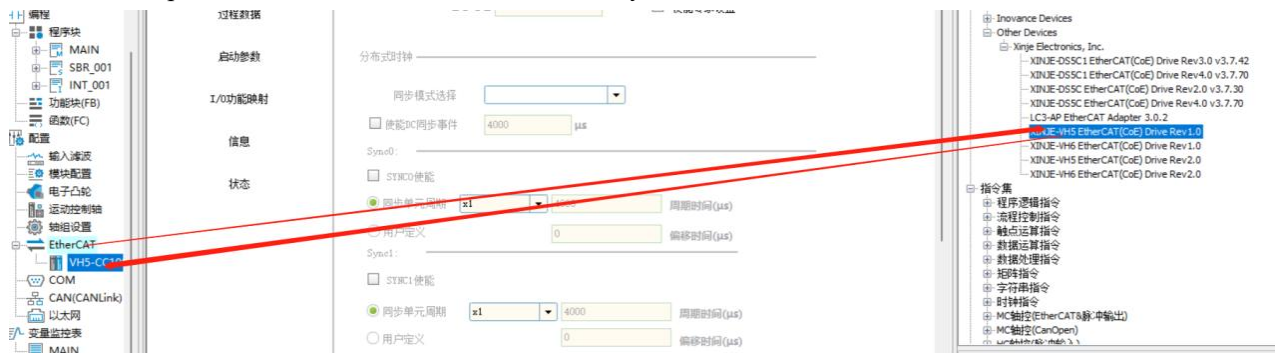 编程
程序块
MAIN
SBR_001
INT_001
功能块(FB)
函数(FC)
配置
输入滤波
模块配置
电子凸轮
运动控制轴
轴组设置
EtherCAT
VH5-CC10
COM
CAN(CANLink)
以太网
变量监控表
MAIN
过程数据
启动参数
I/O功能映射
信息
状态
分布式时钟
同步模式选择
使能DC同步事件 4000 μs
Sync0:
SYNC0使能
同步单元周期 x1 4000 周期时间(μs)
用户定义 0 偏移时间(μs)
Sync1:
SYNC1使能
同步单元周期 x1 4000 周期时间(μs)
用户定义 0 偏移时间(μs)
Inovance Devices
Other Devices
Xinje Electronics, Inc.
XINJE-DS5C1 EtherCAT(CoE) Drive Rev3.0 v3.7.42
XINJE-DS5C1 EtherCAT(CoE) Drive Rev4.0 v3.7.70
XINJE-DS5C EtherCAT(CoE) Drive Rev2.0 v3.7.30
XINJE-DS5C EtherCAT(CoE) Drive Rev4.0 v3.7.70
LC3-AP EtherCAT Adapter 3.0.2
XINJE-VH5 EtherCAT(CoE) Drive Rev1.0
XINJE-VH6 EtherCAT(CoE) Drive Rev1.0
XINJE-VH5 EtherCAT(CoE) Drive Rev2.0
XINJE-VH6 EtherCAT(CoE) Drive Rev2.0
指令集
程序逻辑指令
流程控制指令
触点运算指令
数据运算指令
数据处理指令
矩阵指令
字符串指令
时钟指令
MC轴控(EtherCAT&脉冲输出)
MC轴控(CanOpen)